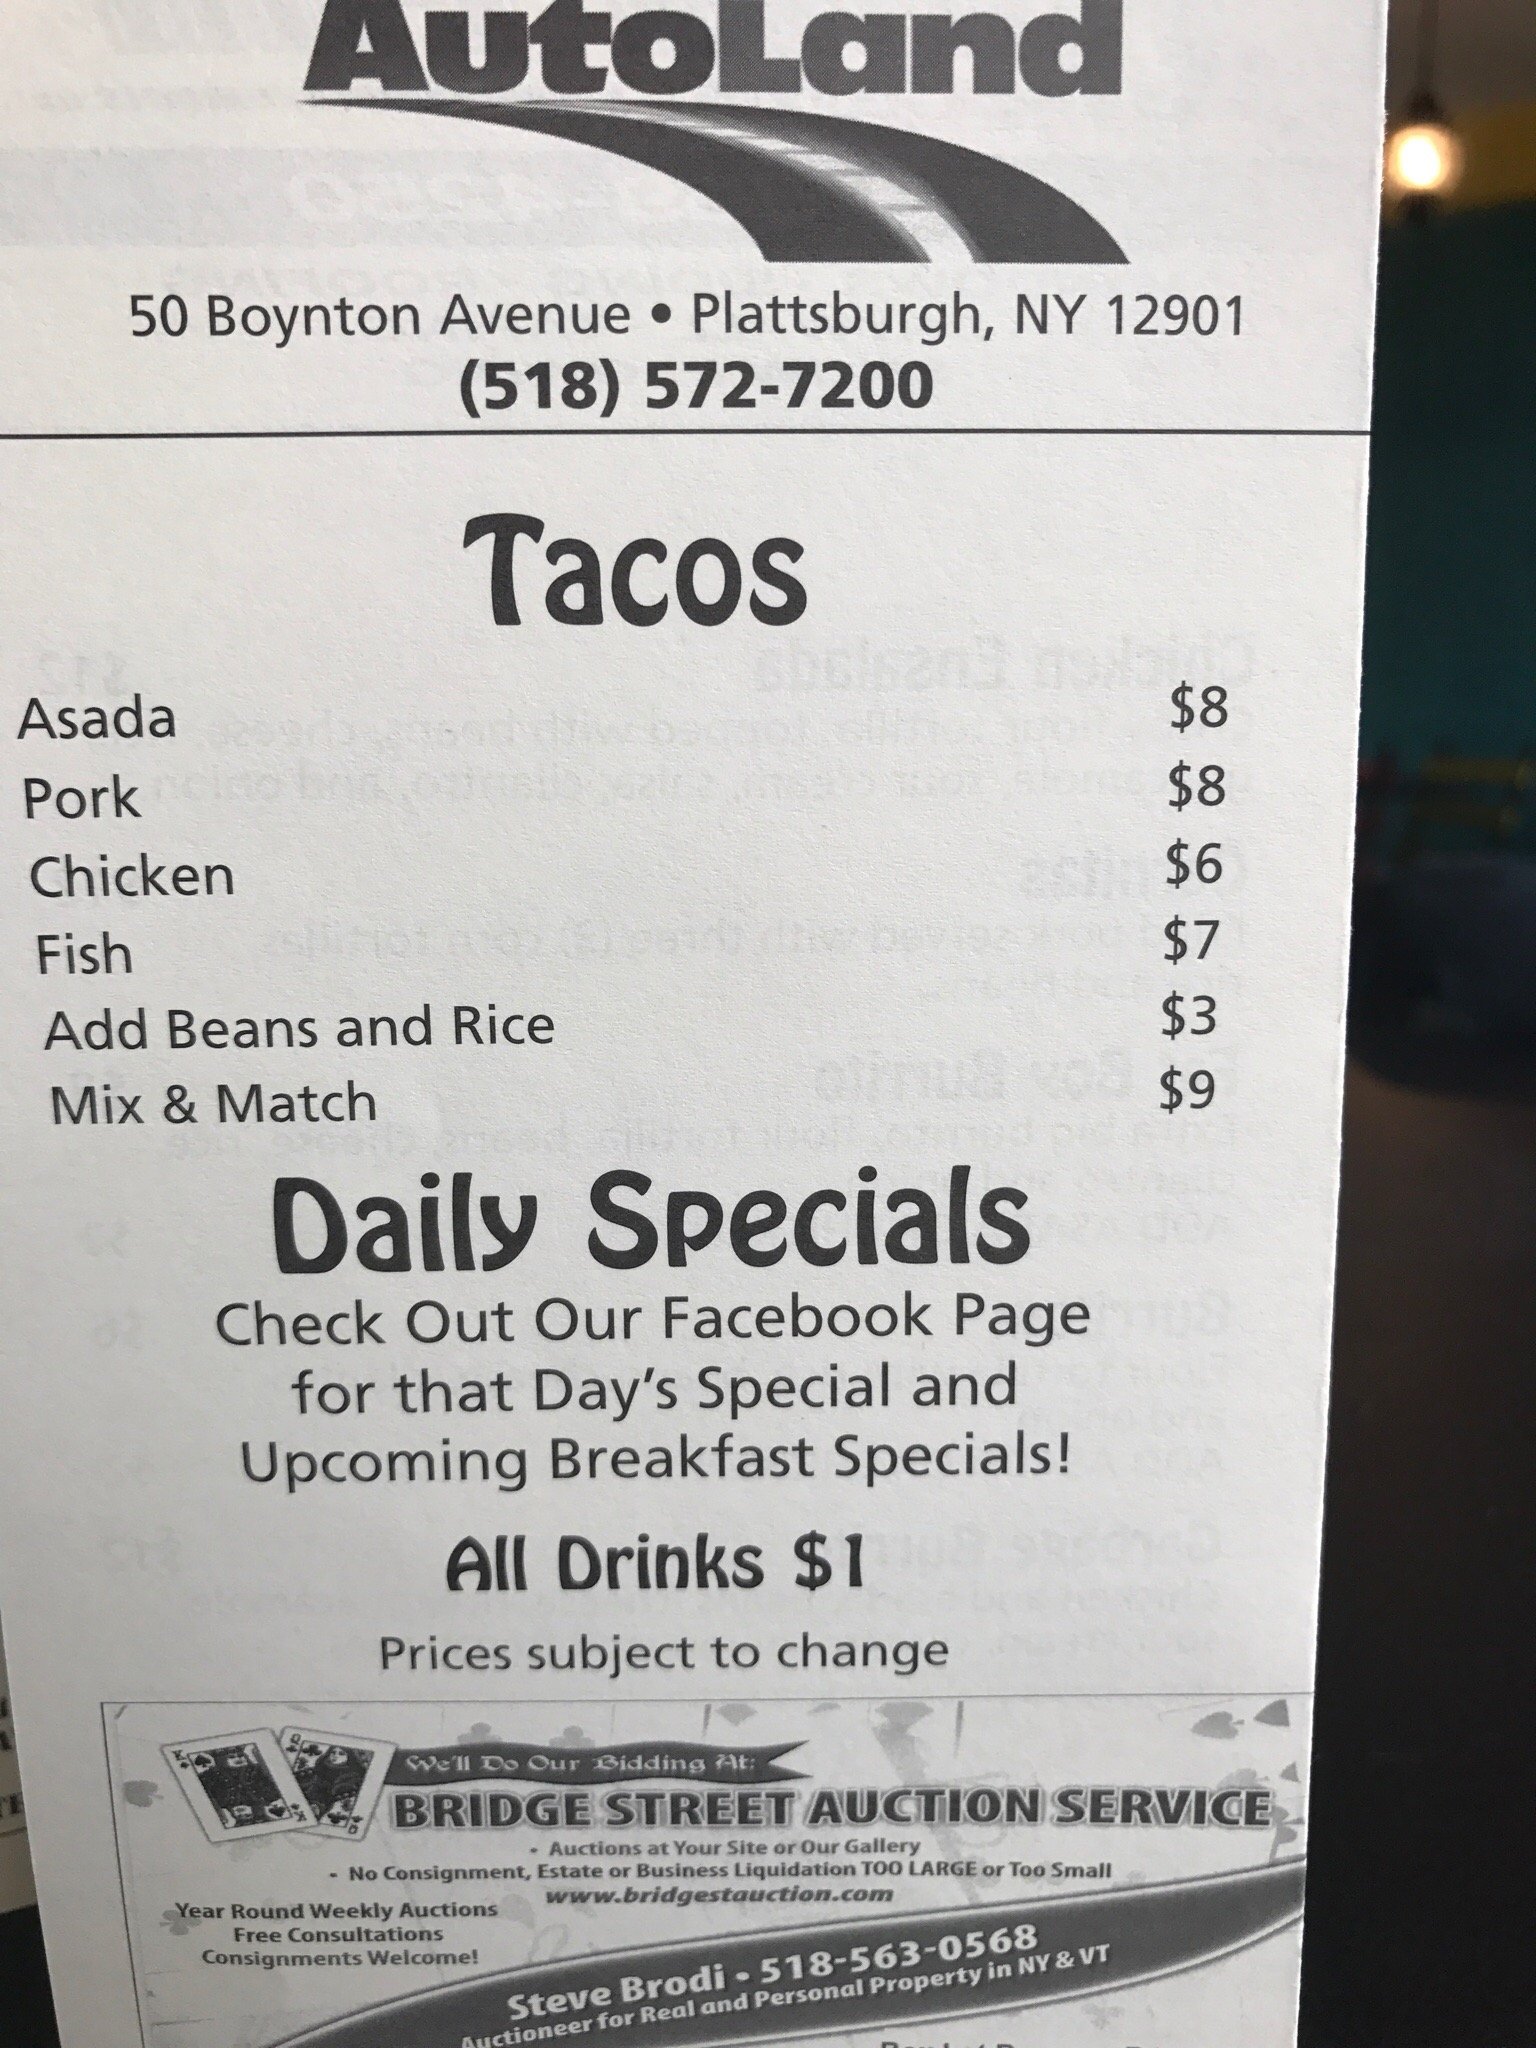 AutoLand
50 Boynton Avenue • Plattsburgh, NY 12901
(518) 572-7200
Tacos
Asada $8
Pork $8
Chicken $6
Fish $7
Add Beans and Rice $3
Mix & Match $9
Daily Specials
Check Out Our Facebook Page
for that Day's Special and
Upcoming Breakfast Specials!
All Drinks $1
Prices subject to change
We'll Do Our Bidding At:
BRIDGE STREET AUCTION SERVICE
- Auctions at Your Site or Our Gallery
- No Consignment, Estate or Business Liquidation TOO LARGE or Too Small
www.bridgestauction.com
Year Round Weekly Auctions
Free Consultations
Consignments Welcome!
Steve Brodi • 518-563-0568
Auctioneer for Real and Personal Property in NY & VT